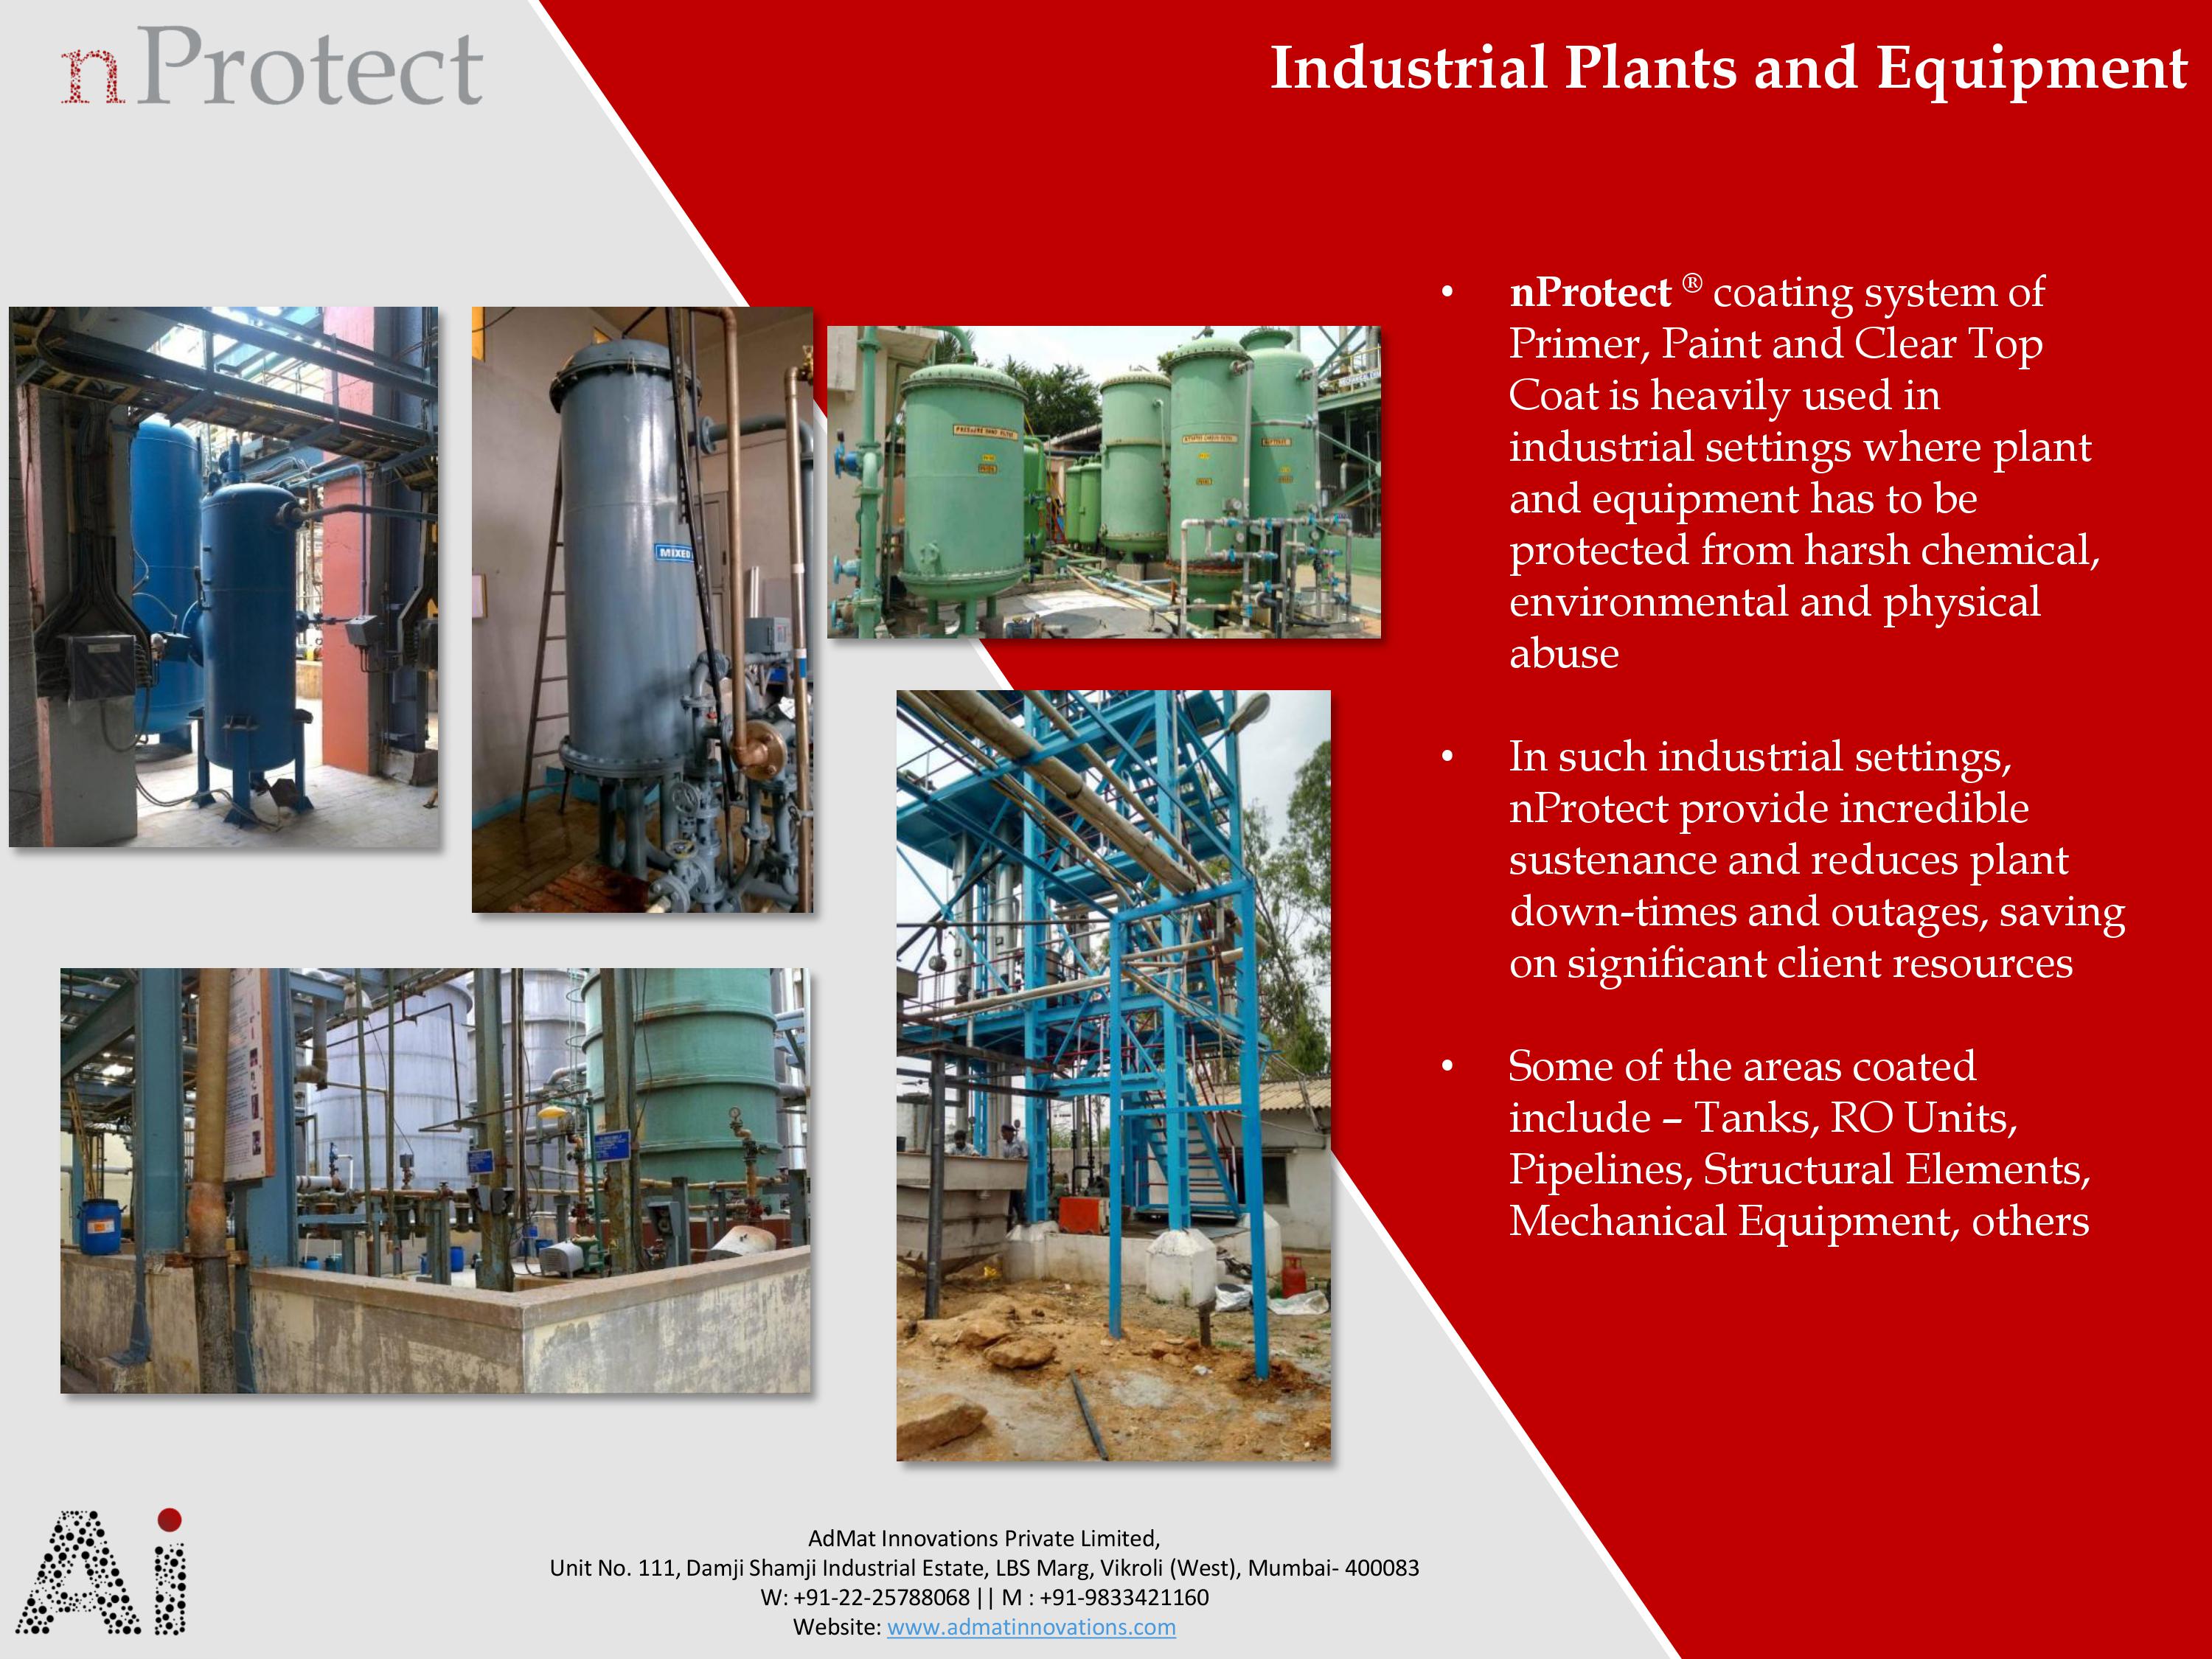 nProtect
Industrial Plants and Equipment
• nProtect ® coating system of
Primer, Paint and Clear Top
Coat is heavily used in
industrial settings where plant
and equipment has to be
protected from harsh chemical,
environmental and physical
abuse
• In such industrial settings,
nProtect provide incredible
sustenance and reduces plant
down-times and outages, saving
on significant client resources
• Some of the areas coated
include – Tanks, RO Units,
Pipelines, Structural Elements,
Mechanical Equipment, others
MIXED
PRESSURE SAND FILTER
Ai
AdMat Innovations Private Limited,
Unit No. 111, Damji Shamji Industrial Estate, LBS Marg, Vikroli (West), Mumbai- 400083
W: +91-22-25788068 || M : +91-9833421160
Website: www.admatinnovations.com